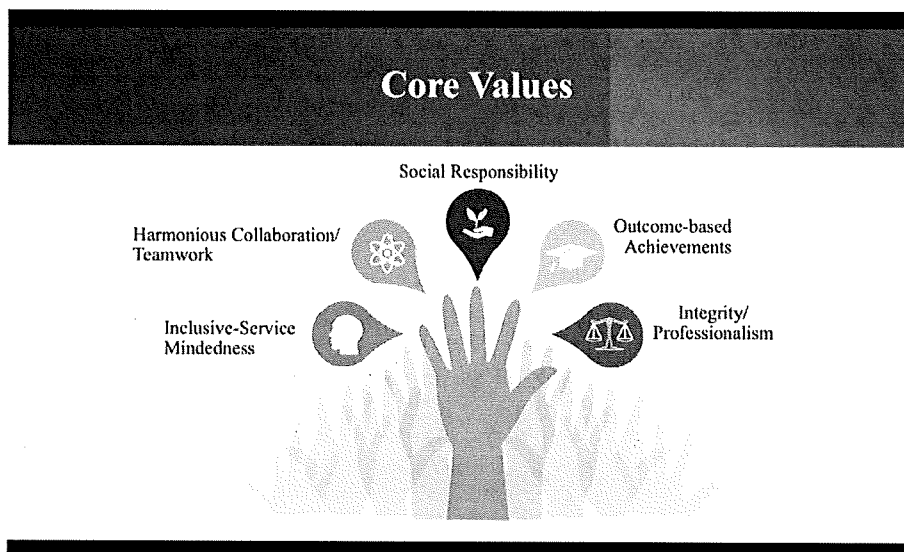 Core Values
Social Responsibility
Harmonious Collaboration/
Teamwork
Outcome-based
Achievements
Inclusive-Service
Mindedness
Integrity/
Professionalism